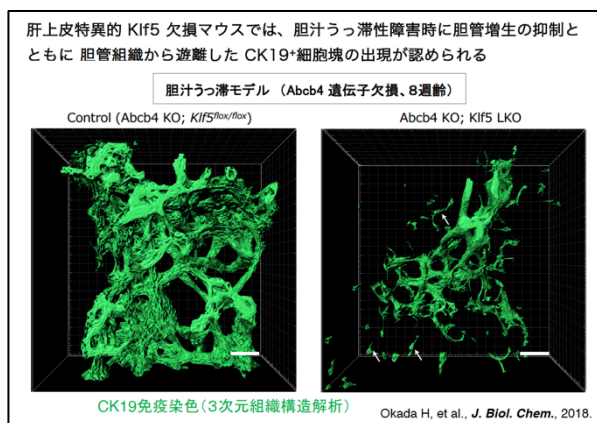 肝上皮特異的 Klf5 欠損マウスでは、胆汁うっ滞性障害時に胆管増生の抑制と
ともに 胆管組織から遊離した CK19⁺細胞塊の出現が認められる
胆汁うっ滞モデル （Abcb4 遺伝子欠損、8週齢）
Control (Abcb4 KO; Klf5flox/flox)
Abcb4 KO; Klf5 LKO
CK19免疫染色（3次元組織構造解析）
Okada H, et al., J. Biol. Chem., 2018.